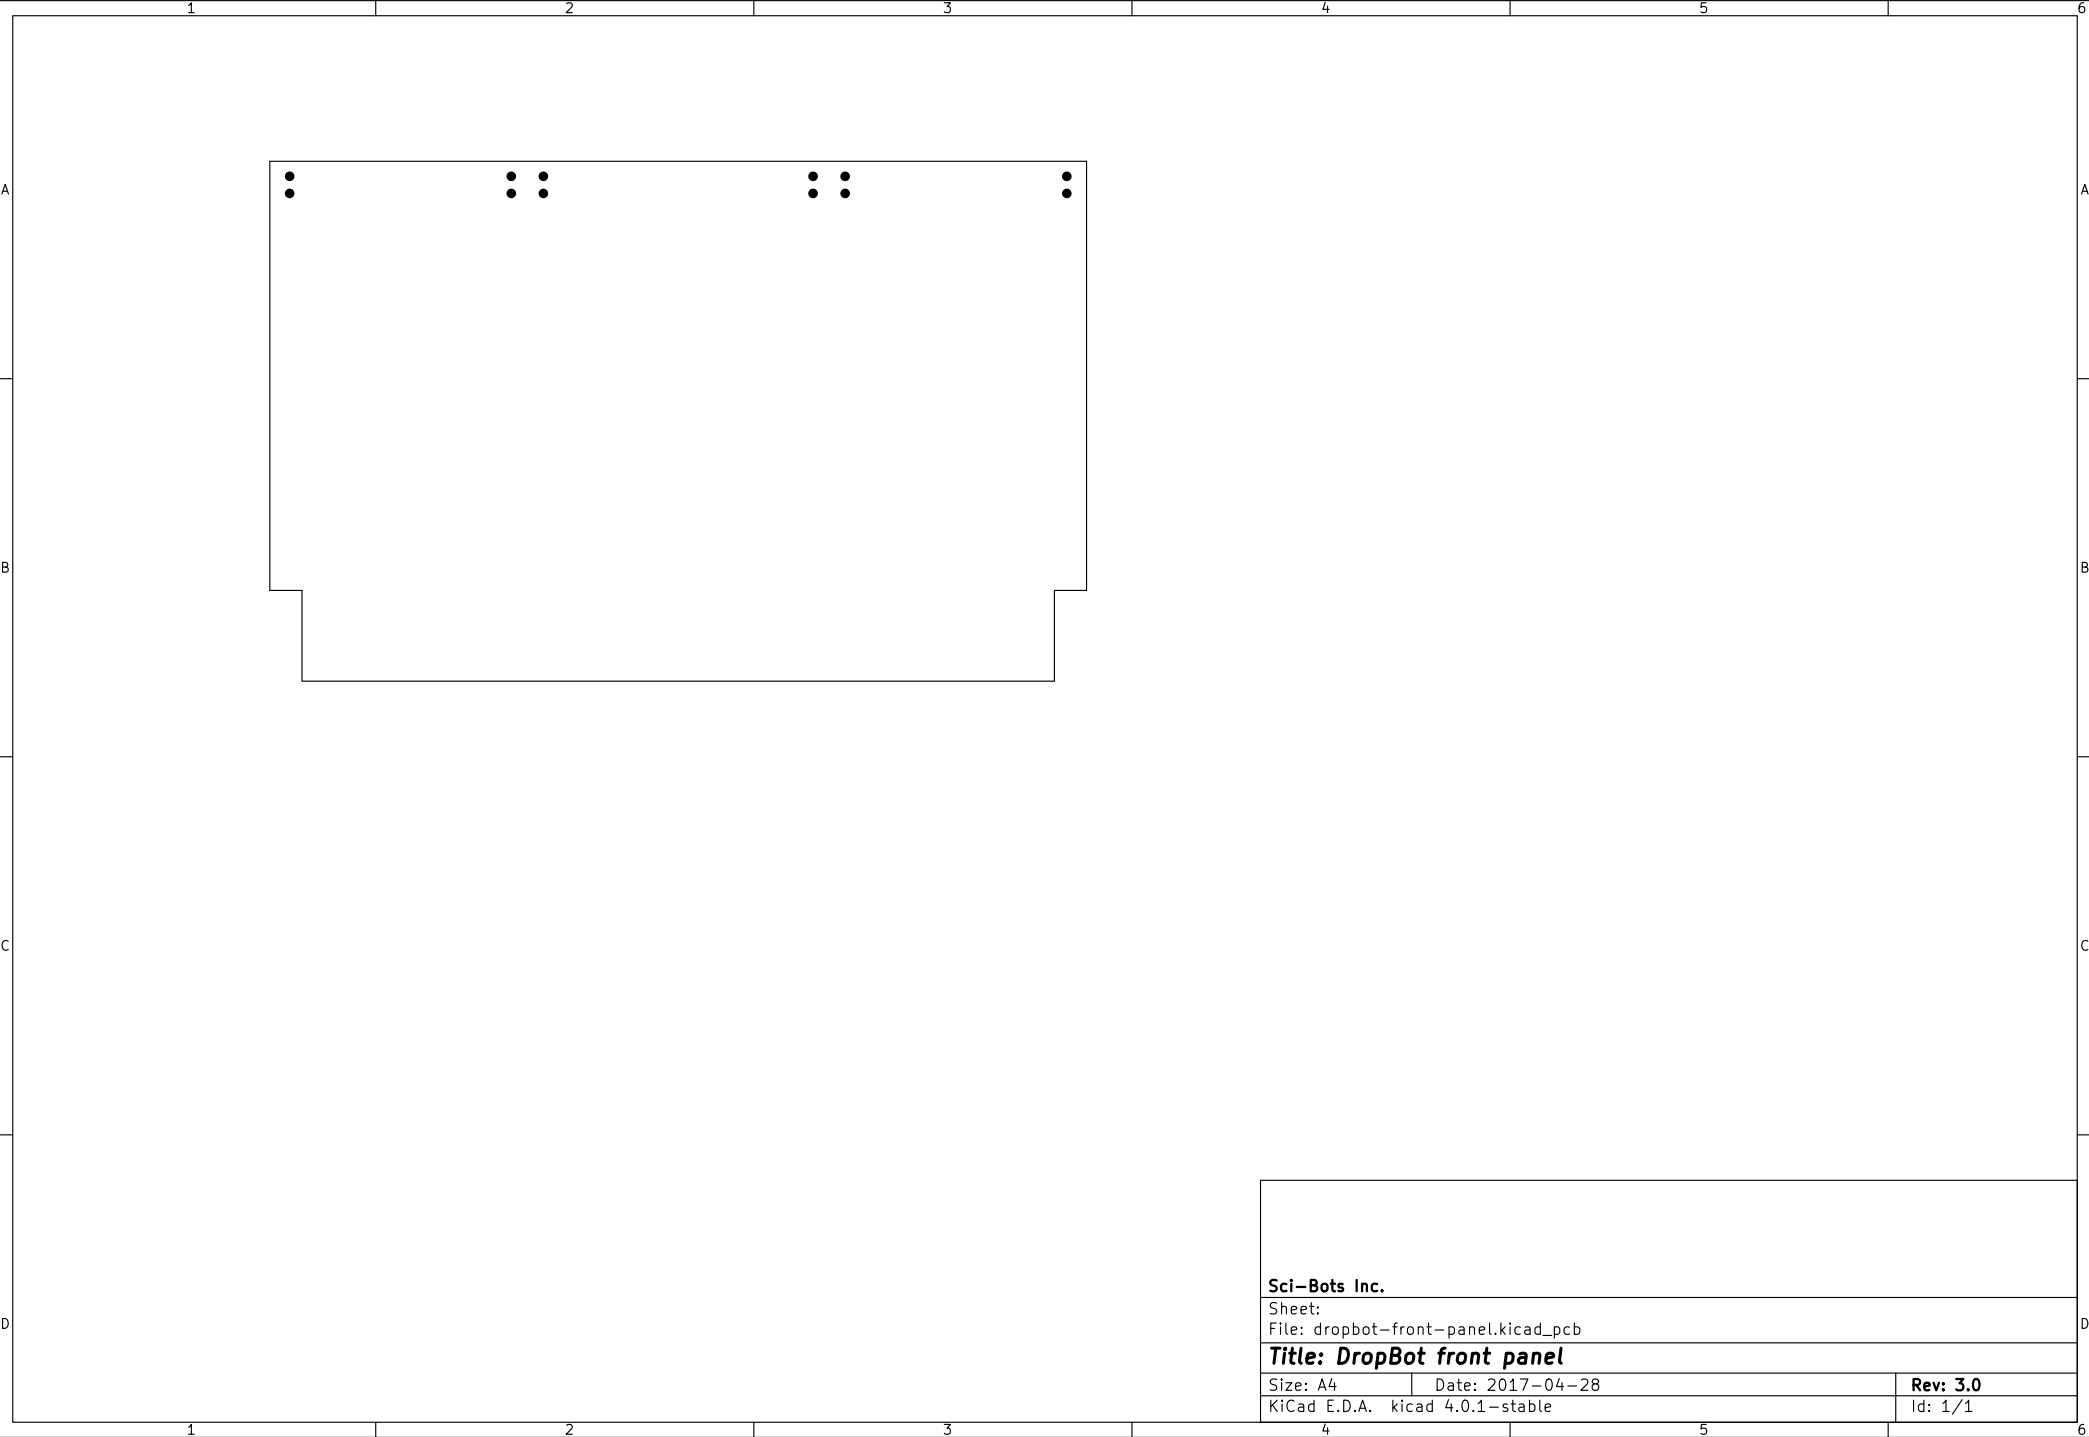 1 2 3 4 5 6
A A
B B
C C
D D
Sci-Bots Inc.
Sheet:
File: dropbot-front-panel.kicad_pcb
Title: DropBot front panel
Size: A4 Date: 2017-04-28 Rev: 3.0
KiCad E.D.A. kicad 4.0.1-stable Id: 1/1
1 2 3 4 5 6